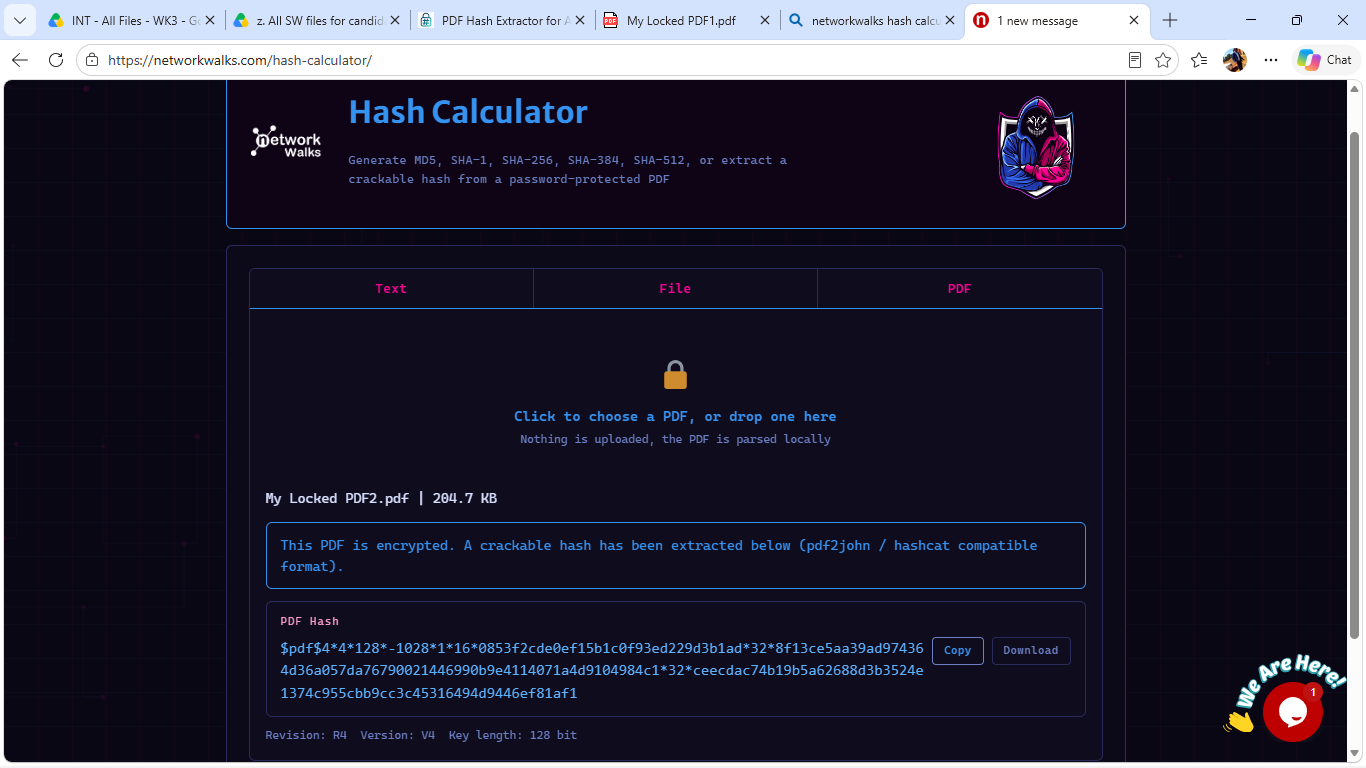 INT - All Files - WK3 - Go
z. All SW files for candid
PDF Hash Extractor for A
My Locked PDF1.pdf
networkwalks hash calcu
1 new message
https://networkwalks.com/hash-calculator/
Chat
network
Walks
Hash Calculator
Generate MD5, SHA-1, SHA-256, SHA-384, SHA-512, or extract a
crackable hash from a password-protected PDF
Text
File
PDF
Click to choose a PDF, or drop one here
Nothing is uploaded, the PDF is parsed locally
My Locked PDF2.pdf | 204.7 KB
This PDF is encrypted. A crackable hash has been extracted below (pdf2john / hashcat compatible
format).
PDF Hash
$pdf$4*4*128*-1028*1*16*0853f2cde0ef15b1c0f93ed229d3b1ad*32*8f13ce5aa39ad97436
4d36a057da76790021446990b9e4114071a4d9104984c1*32*ceecdac74b19b5a62688d3b3524e
1374c955cbb9cc3c45316494d9446ef81af1
Copy
Download
Revision: R4 Version: V4 Key length: 128 bit
We Are Here!
1